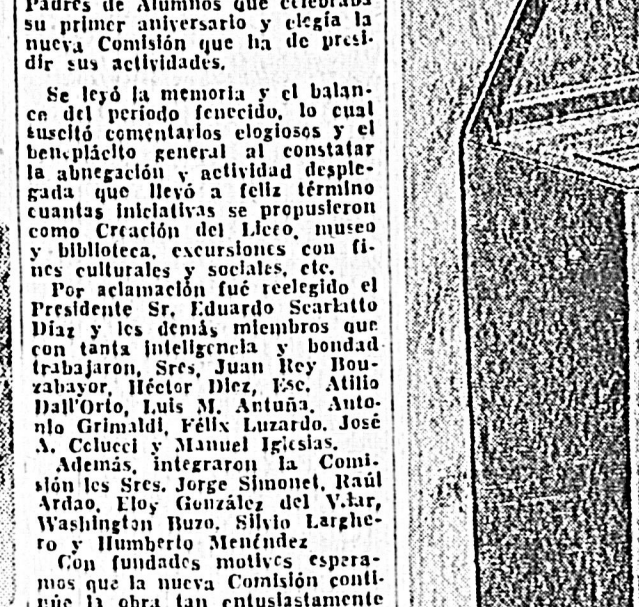 Padres de Alumnos que celebraba
su primer aniversario y elegía la
nueva Comisión que ha de presi-
dir sus actividades.
Se leyó la memoria y el balan-
ce del período fenecido, lo cual
suscitó comentarios elogiosos y el
beneplácito general al constatar
la abnegación y actividad desple-
gada que llevó a feliz término
cuantas iniciativas se propusieron
como Creación del Liceo, museo
y biblioteca, excursiones con fi-
nes culturales y sociales, etc.
Por aclamación fué reelegido el
Presidente Sr. Eduardo Scarlatto
Díaz y los demás miembros que
con tanta inteligencia y bondad
trabajaron, Sres. Juan Rey Bou-
zabayor, Héctor Diez, Esc. Atilio
Dall'Orto, Luis M. Antuña, Anto-
nio Grimaldi, Félix Luzardo, José
A. Colucci y Manuel Iglesias.
Además, integraron la Comi-
sión los Sres. Jorge Simonet, Raúl
Ardao, Eloy González del
Washington Buzo, Silvio Larghe-
ro y Humberto Menéndez
Con fundados motivos espera-
mos que la nueva Comisión conti-
núe la obra tan entusiastamente